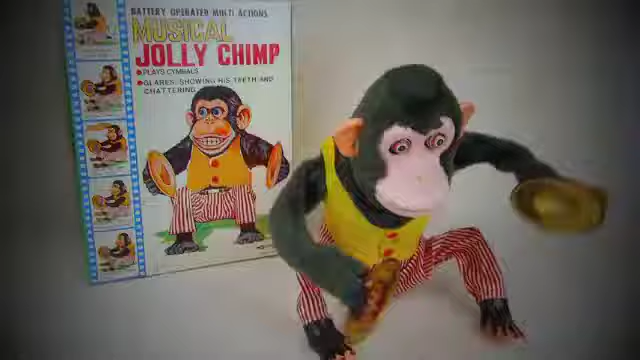 BATTERY OPERATED MULTI ACTIONS
MUSICAL
JOLLY CHIMP
PLAYS CYMBALS
GLARES, SHOWING HIS TEETH AND
CHATTERING